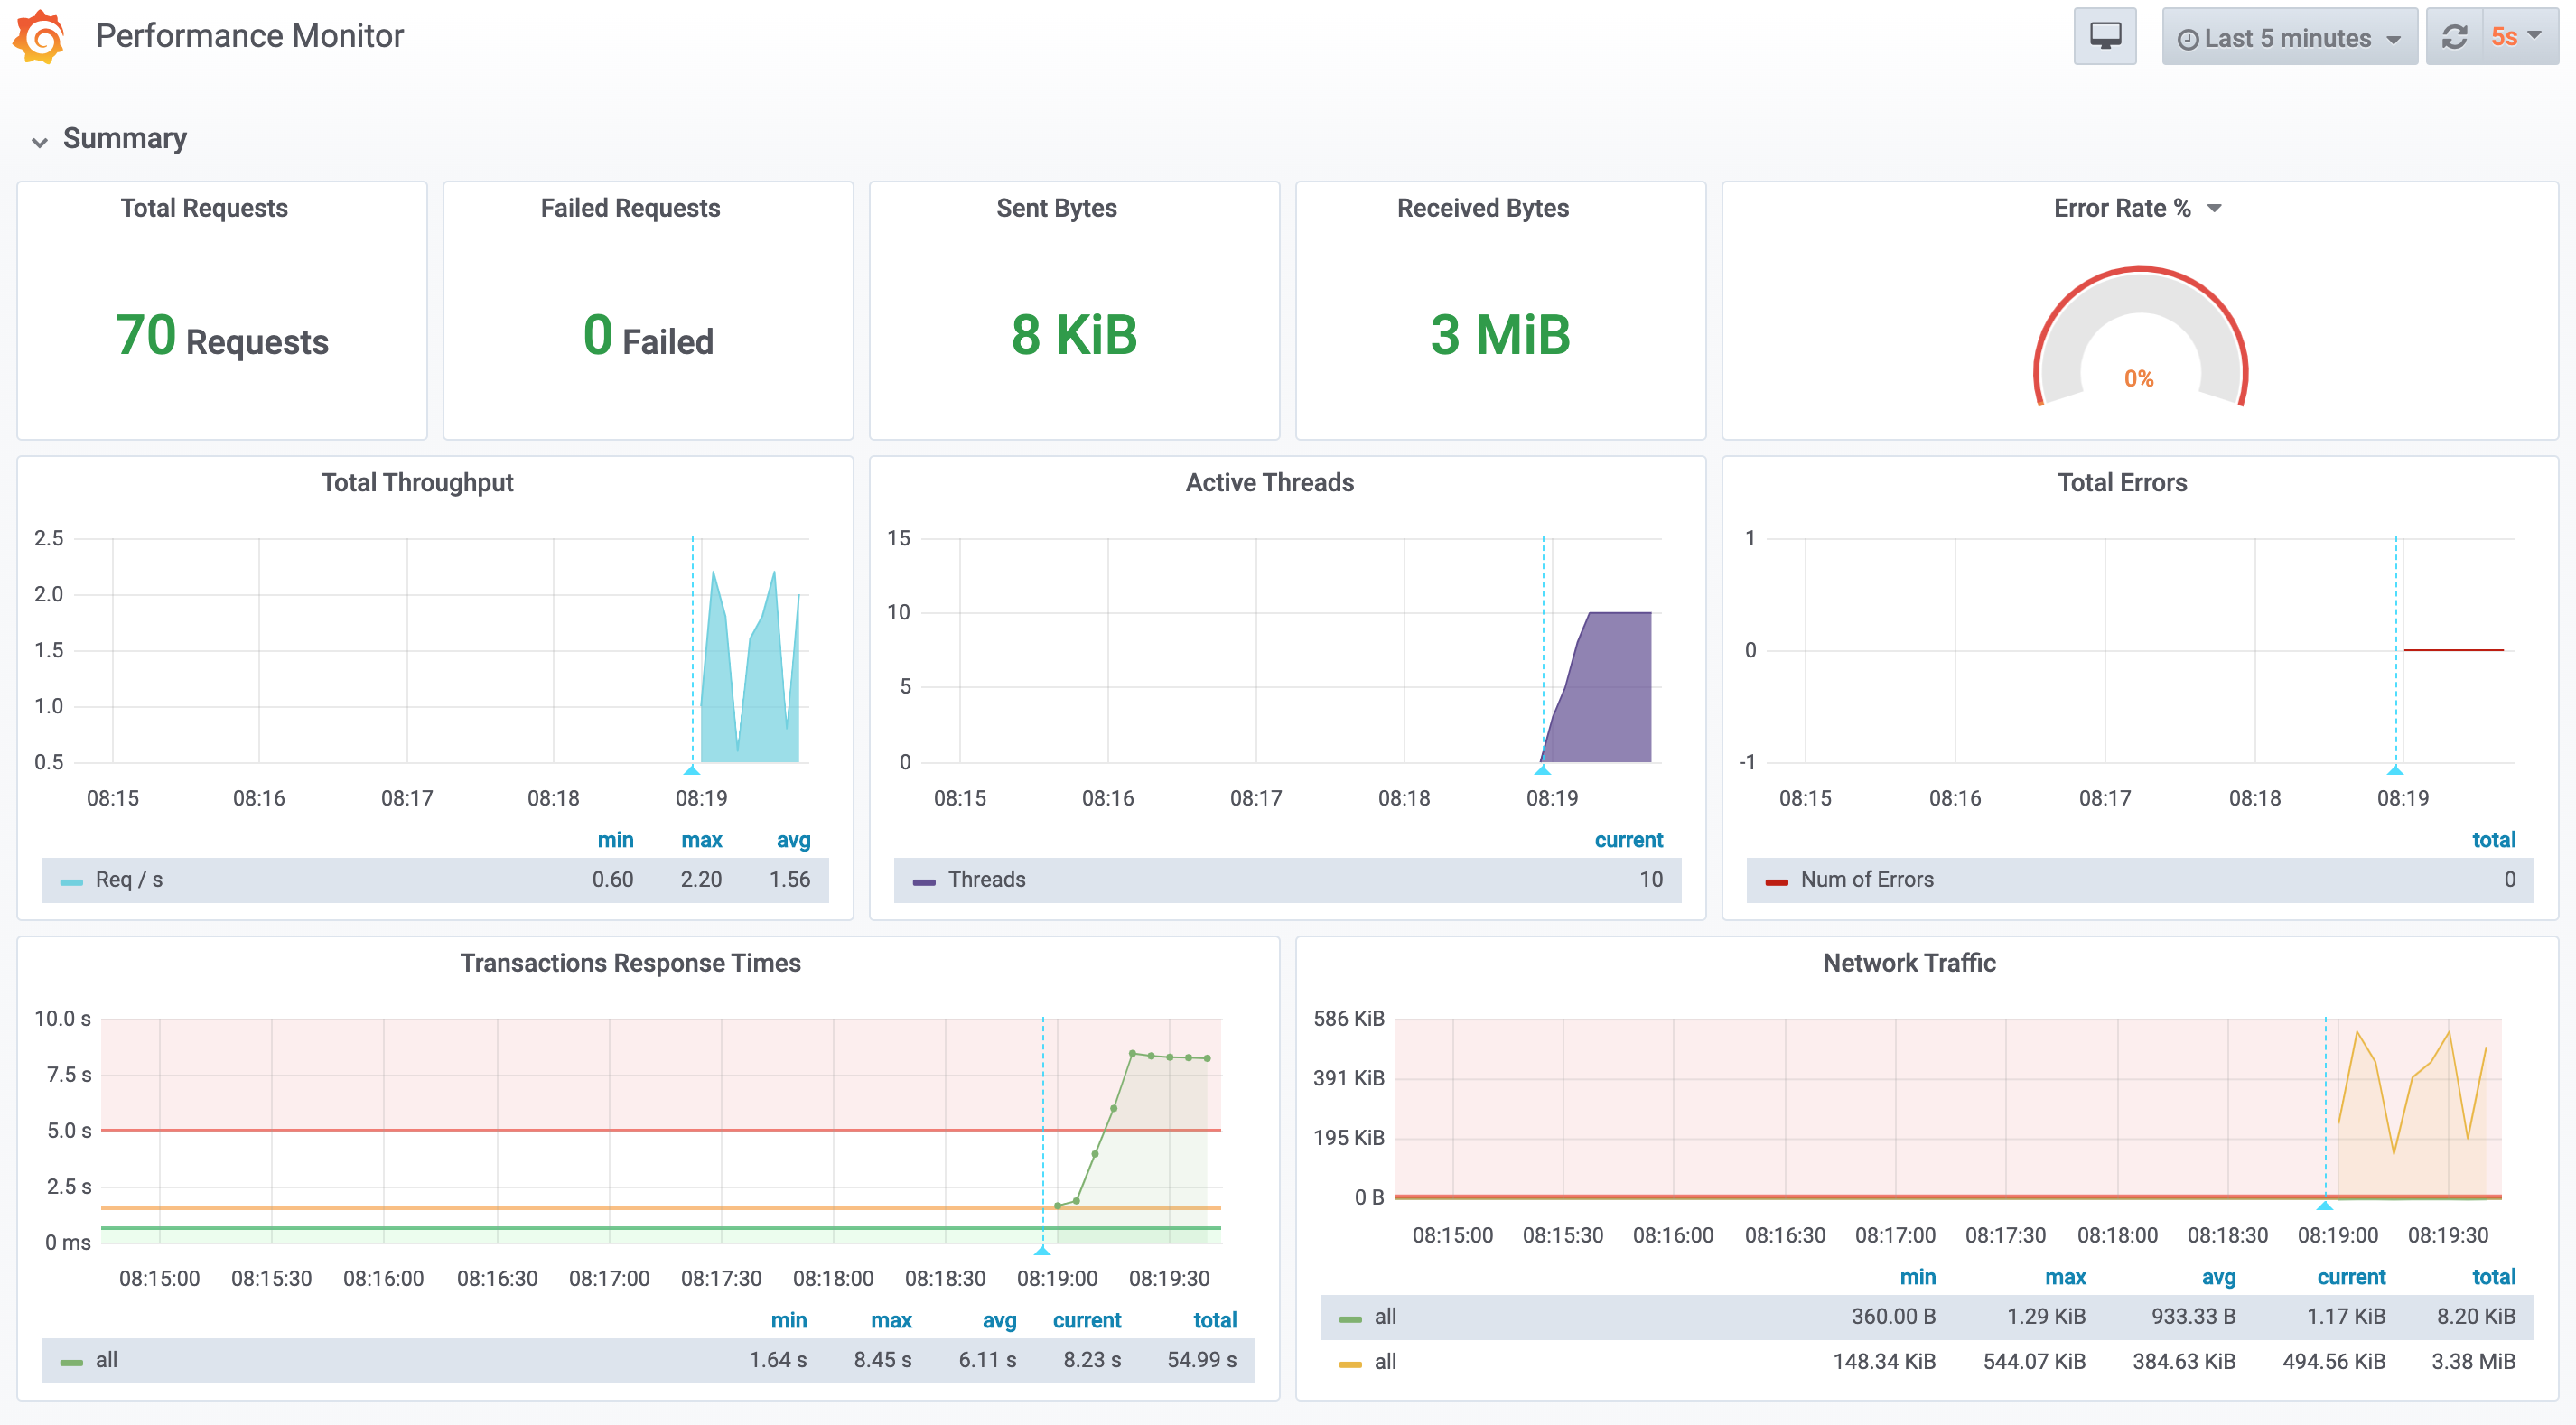 Performance Monitor
Last 5 minutes
5s
Summary
Total Requests
70 Requests
Failed Requests
0 Failed
Sent Bytes
8 KiB
Received Bytes
3 MiB
Error Rate %
0%
Total Throughput
2.5
2.0
1.5
1.0
0.5
08:15 08:16 08:17 08:18 08:19
min max avg
Req / s 0.60 2.20 1.56
Active Threads
15
10
5
0
08:15 08:16 08:17 08:18 08:19
current
Threads 10
Total Errors
1
0
-1
08:15 08:16 08:17 08:18 08:19
total
Num of Errors 0
Transactions Response Times
10.0 s
7.5 s
5.0 s
2.5 s
0 ms
08:15:00 08:15:30 08:16:00 08:16:30 08:17:00 08:17:30 08:18:00 08:18:30 08:19:00 08:19:30
min max avg current total
all 1.64 s 8.45 s 6.11 s 8.23 s 54.99 s
Network Traffic
586 KiB
391 KiB
195 KiB
0 B
08:15:00 08:15:30 08:16:00 08:16:30 08:17:00 08:17:30 08:18:00 08:18:30 08:19:00 08:19:30
min max avg current total
all 360.00 B 1.29 KiB 933.33 B 1.17 KiB 8.20 KiB
all 148.34 KiB 544.07 KiB 384.63 KiB 494.56 KiB 3.38 MiB